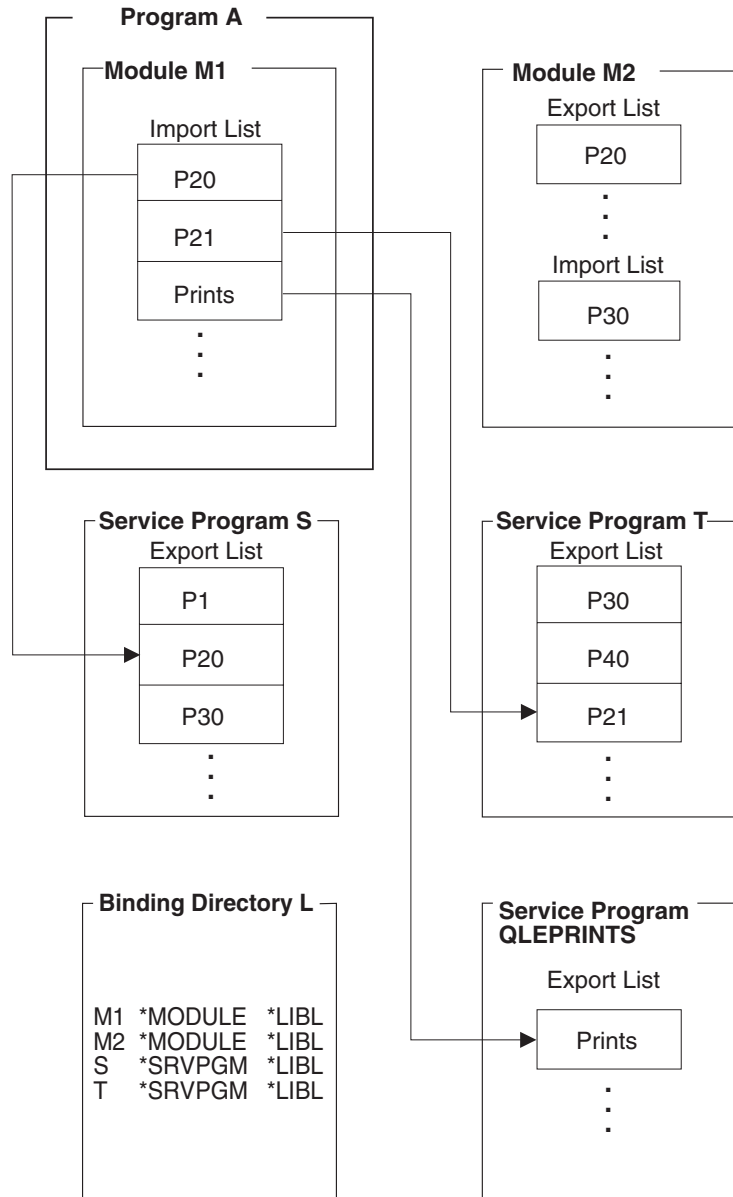 Program A
Module M1
Import List
P20
P21
Prints
.
.
.
Module M2
Export List
P20
.
.
.
Import List
P30
.
.
.
Service Program S
Export List
P1
P20
P30
.
.
.
Service Program T
Export List
P30
P40
P21
.
.
.
Binding Directory L
M1 *MODULE *LIBL
M2 *MODULE *LIBL
S *SRVPGM *LIBL
T *SRVPGM *LIBL
Service Program
QLEPRINTS
Export List
Prints
.
.
.